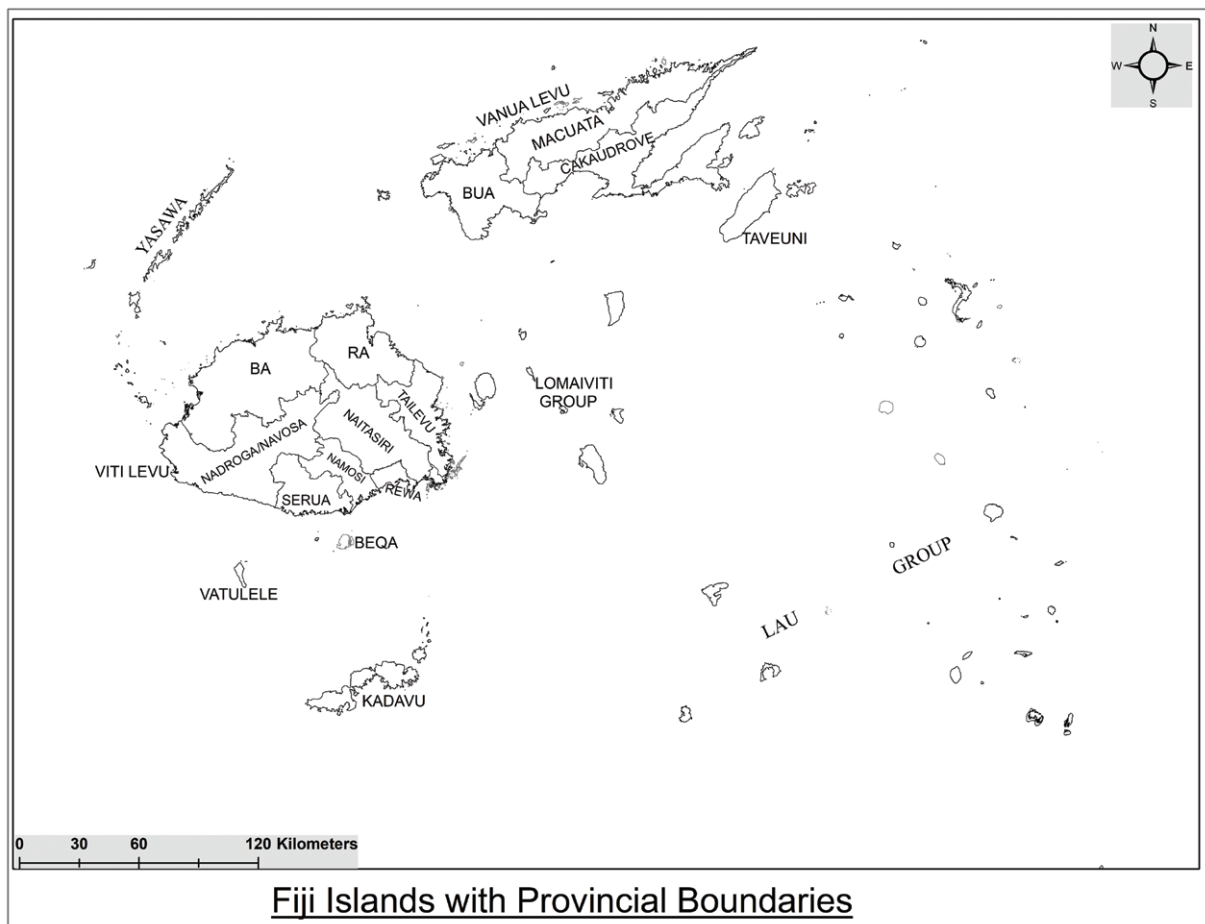 N
W E
S
VANUA LEVU
MACUATA
CAKAUDROVE
BUA
YASAWA
TAVEUNI
BA
RA
LOMAIVITI
GROUP
TAILEVU
NAITASIRI
NADROGA/NAVOSA
VITI LEVU
NAMOSI
SERUA
REWA
BEQA
VATULELE
GROUP
LAU
KADAVU
0 30 60 120 Kilometers
Fiji Islands with Provincial Boundaries